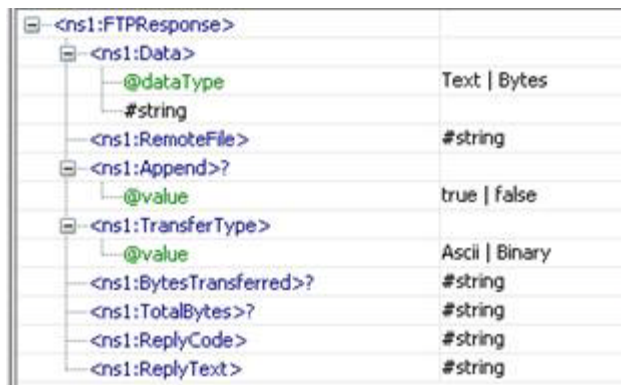 <ns1:FTPResponse>
<ns1:Data>
@dataType Text | Bytes
#string
<ns1:RemoteFile> #string
<ns1:Append>?
@value true | false
<ns1:TransferType>
@value Ascii | Binary
<ns1:BytesTransferred>? #string
<ns1:TotalBytes>? #string
<ns1:ReplyCode> #string
<ns1:ReplyText> #string